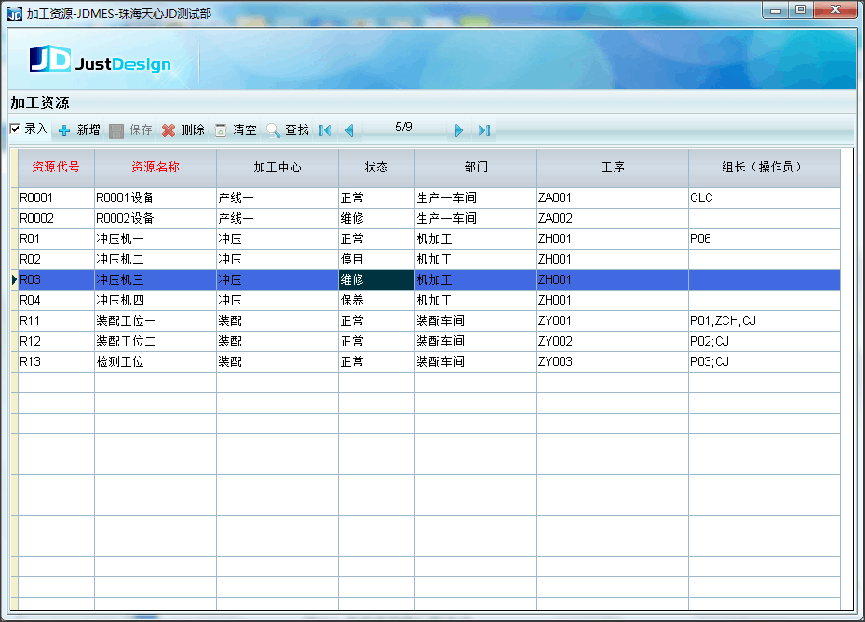 加工资源-JDMES-珠海天心JD测试部
JD JustDesign
加工资源
录入 新增 保存 删除 清空 查找 5/9
资源代号 资源名称 加工中心 状态 部门 工序 组长(操作员)
R0001 R0001设备 产线一 正常 生产一车间 ZA001 CLC
R0002 R0002设备 产线一 维修 生产一车间 ZA002
R01 冲压机一 冲压 正常 机加工 ZH001 P06
R02 冲压机二 冲压 停用 机加工 ZH001
R03 冲压机三 冲压 维修 机加工 ZH001
R04 冲压机四 冲压 保养 机加工 ZH001
R11 装配工位一 装配 正常 装配车间 ZY001 P01;ZCH;CJ
R12 装配工位二 装配 正常 装配车间 ZY002 P02;CJ
R13 检测工位 装配 正常 装配车间 ZY003 P03;CJ